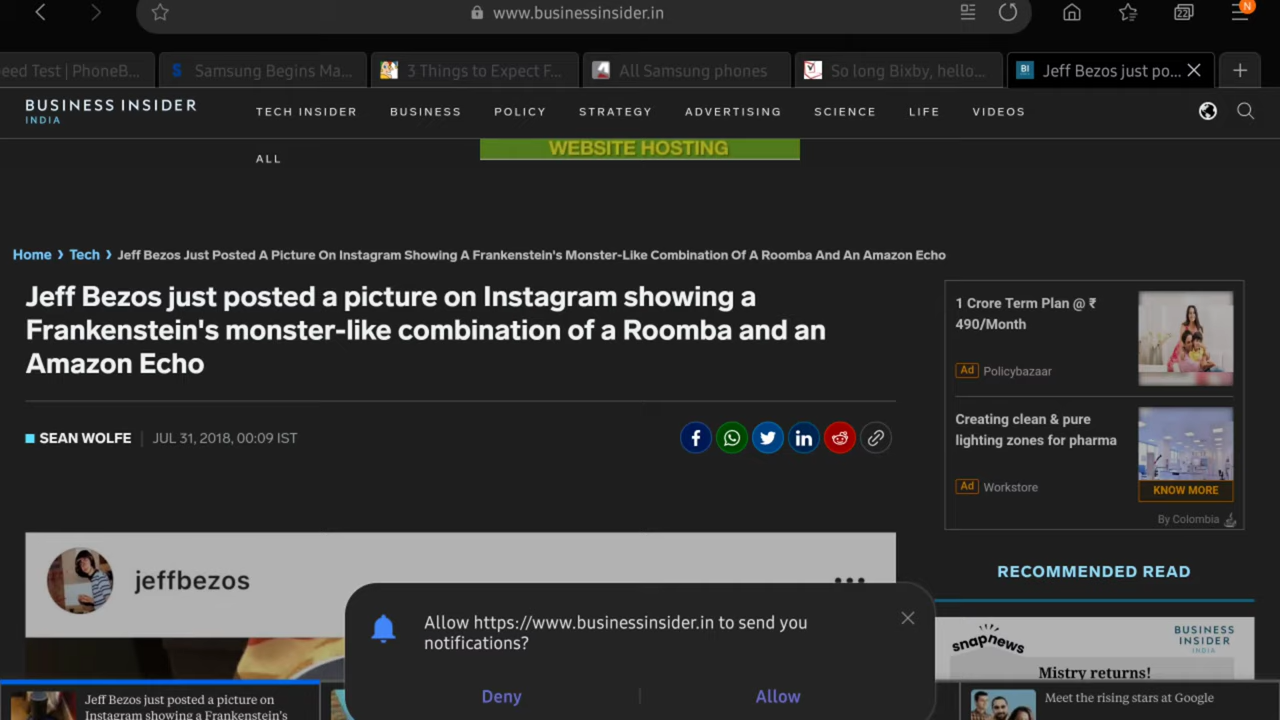 www.businessinsider.in
22
N
eed Test | PhoneB...
Samsung Begins Ma...
3 Things to Expect F...
All Samsung phones
So long Bixby, hello...
BI
Jeff Bezos just po...
BUSINESS INSIDER
INDIA
TECH INSIDER
BUSINESS
POLICY
STRATEGY
ADVERTISING
SCIENCE
LIFE
VIDEOS
ALL
WEBSITE HOSTING
Home › Tech › Jeff Bezos Just Posted A Picture On Instagram Showing A Frankenstein's Monster-Like Combination Of A Roomba And An Amazon Echo
Jeff Bezos just posted a picture on Instagram showing a
Frankenstein's monster-like combination of a Roomba and an
Amazon Echo
SEAN WOLFE
JUL 31, 2018, 00:09 IST
1 Crore Term Plan @ ₹
490/Month
Ad Policybazaar
Creating clean & pure
lighting zones for pharma
Ad Workstore
KNOW MORE
By Colombia
RECOMMENDED READ
jeffbezos
Allow https://www.businessinsider.in to send you
notifications?
Deny
Allow
snapnews
BUSINESS
INSIDER
INDIA
Mistry returns!
Jeff Bezos just posted a picture on
Instagram showing a Frankenstein's
Meet the rising stars at Google